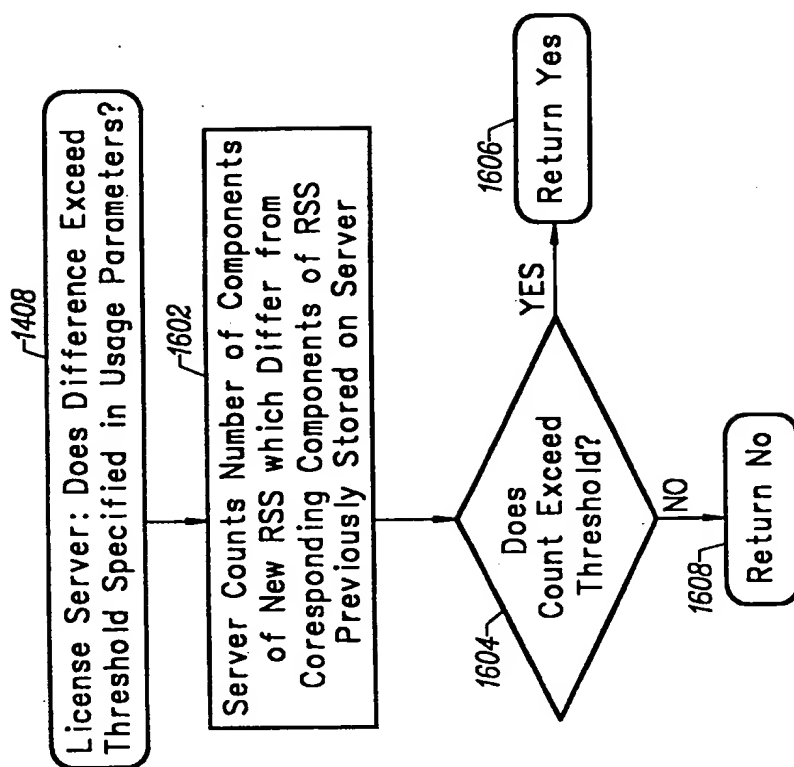 1408
License Server: Does Difference Exceed
Threshold Specified in Usage Parameters?
1602
Server Counts Number of Components
of New RSS which Differ from
Coresponding Components of RSS
Previously Stored on Server
1604
Does
Count Exceed
Threshold?
YES
1606
Return Yes
NO
1608
Return No